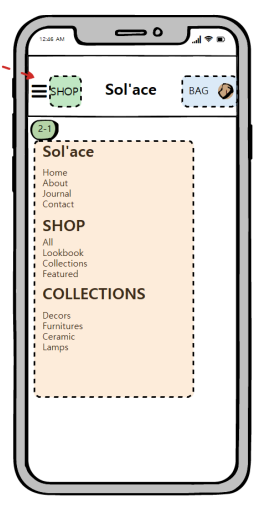 12:46 AM
SHOP
Sol'ace
BAG
2-1
Sol'ace
Home
About
Journal
Contact
SHOP
All
Lookbook
Collections
Featured
COLLECTIONS
Decors
Furnitures
Ceramic
Lamps